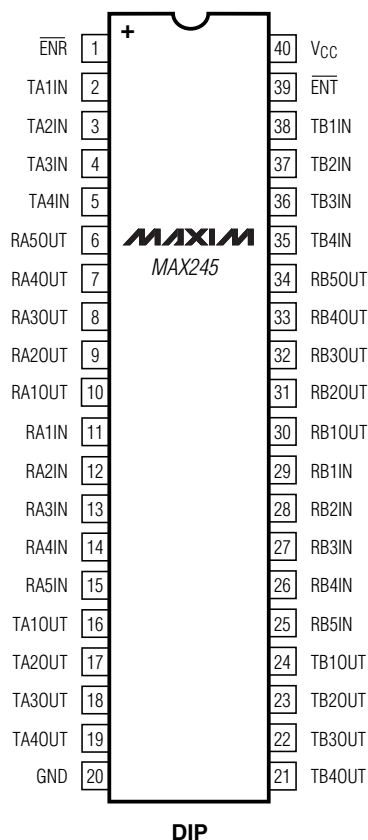 +
ENR 1 40 VCC
TA1IN 2 39 ENT
TA2IN 3 38 TB1IN
TA3IN 4 37 TB2IN
TA4IN 5 36 TB3IN
RA5OUT 6 MAXIM 35 TB4IN
RA4OUT 7 MAX245 34 RB5OUT
RA3OUT 8 33 RB4OUT
RA2OUT 9 32 RB3OUT
RA1OUT 10 31 RB2OUT
RA1IN 11 30 RB1OUT
RA2IN 12 29 RB1IN
RA3IN 13 28 RB2IN
RA4IN 14 27 RB3IN
RA5IN 15 26 RB4IN
TA1OUT 16 25 RB5IN
TA2OUT 17 24 TB1OUT
TA3OUT 18 23 TB2OUT
TA4OUT 19 22 TB3OUT
GND 20 21 TB4OUT
DIP